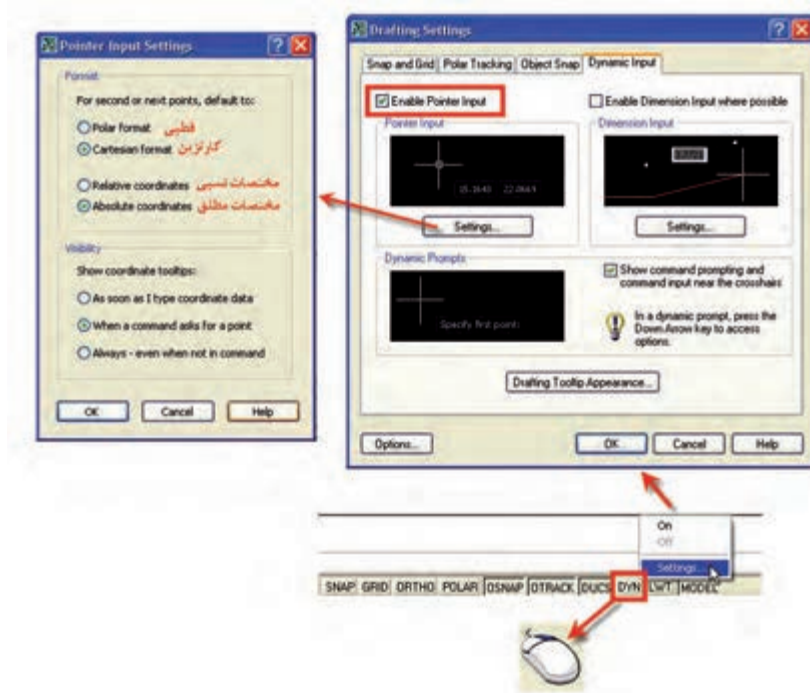 Pointer Input Settings
Format
For second or next points, default to:
Polar format قطبی
Cartesian format کارتزین
Relative coordinates مختصات نسبی
Absolute coordinates مختصات مطلق
Visibility
Show coordinate tooltips:
As soon as I type coordinate data
When a command asks for a point
Always - even when not in command
OK Cancel Help
Drafting Settings
Snap and Grid Polar Tracking Object Snap Dynamic Input
Enable Pointer Input Enable Dimension Input where possible
Pointer Input Dimension Input
Settings... Settings...
Dynamic Prompts
Specify first point:
Show command prompting and
command input near the crosshairs
In a dynamic prompt, press the
Down Arrow key to access
options.
Drafting Tooltip Appearance...
Options... OK Cancel Help
On
Off
Settings...
SNAP GRID ORTHO POLAR OSNAP OTRACK DUCS DYN LWT MODEL